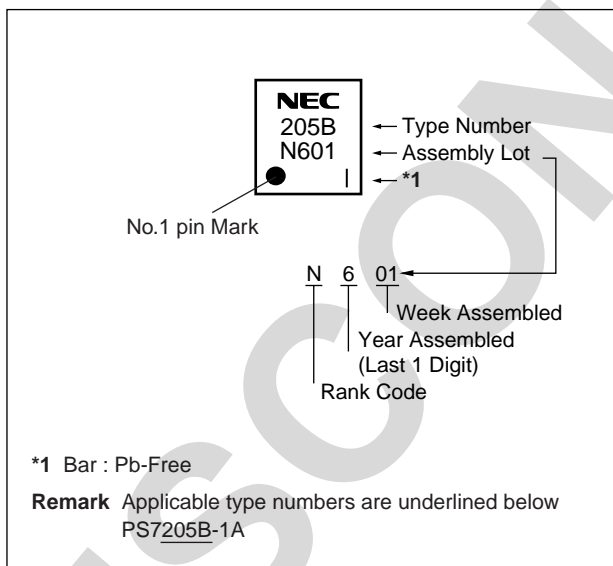 NEC
205B
N601
|
Type Number
Assembly Lot
*1
No.1 pin Mark
N 6 01
Week Assembled
Year Assembled
(Last 1 Digit)
Rank Code
*1 Bar : Pb-Free
Remark Applicable type numbers are underlined below
PS7205B-1A